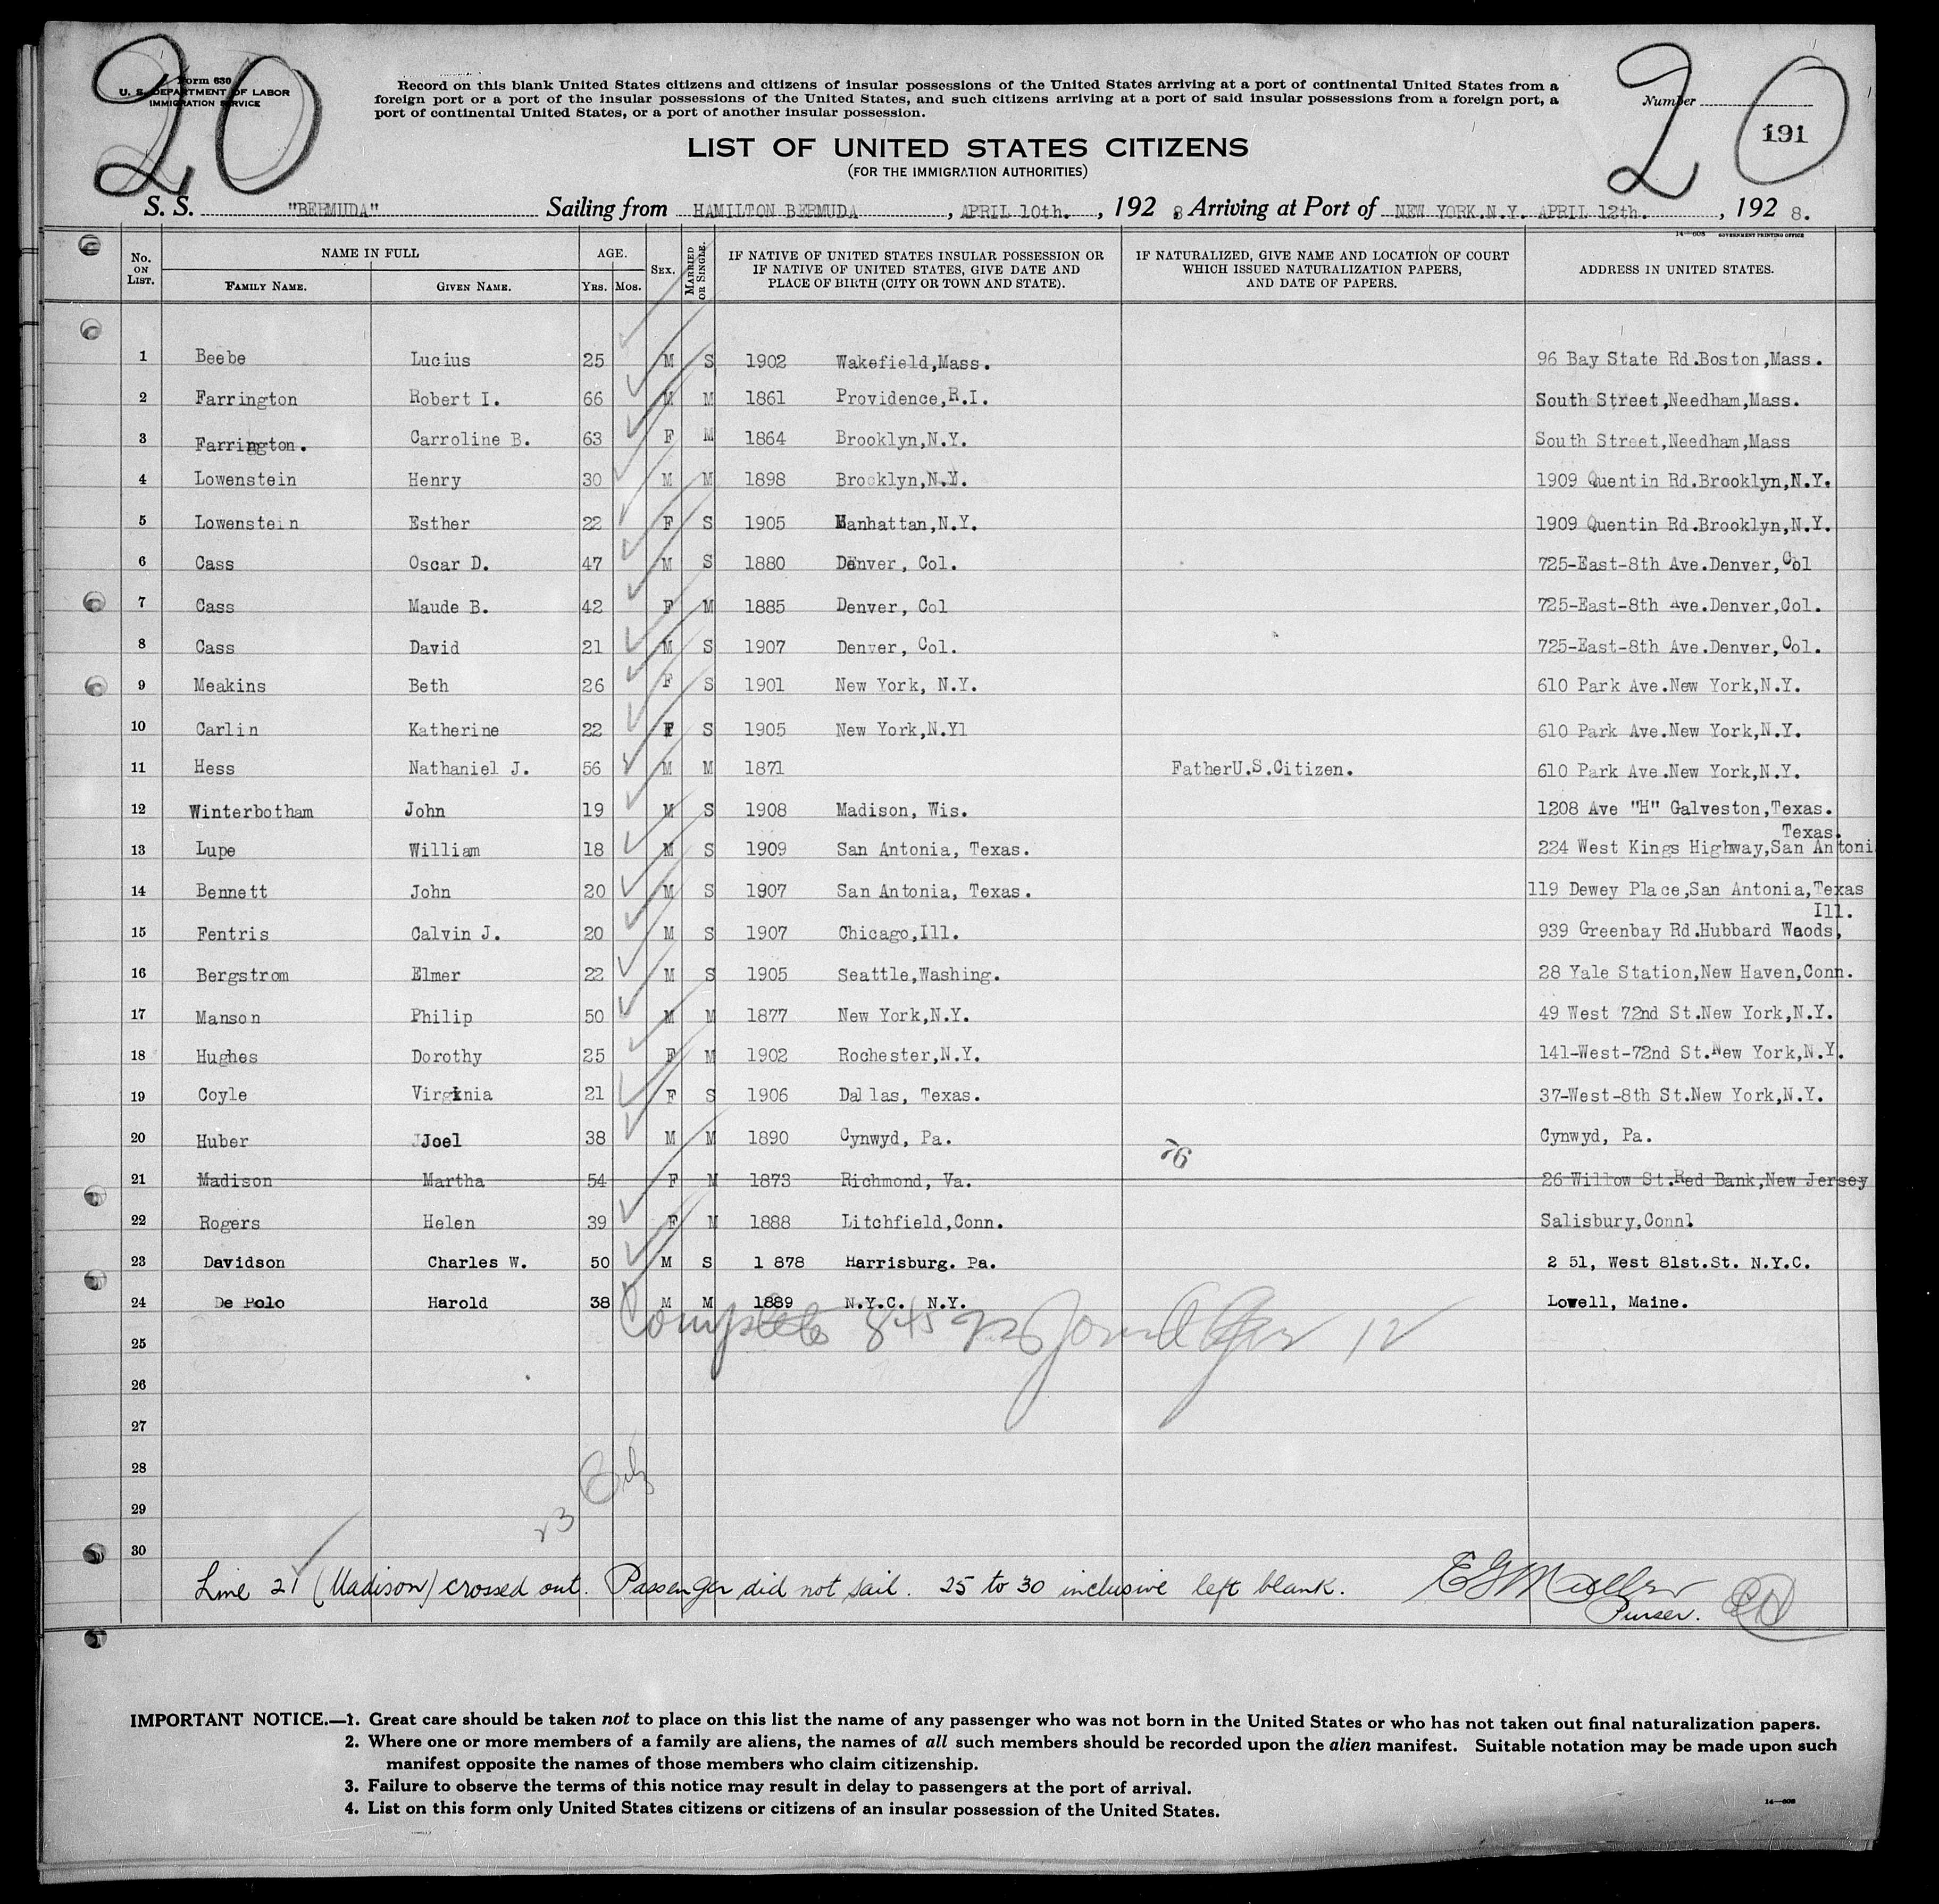 20
20
Form 630
U. S. DEPARTMENT OF LABOR
IMMIGRATION SERVICE
Record on this blank United States citizens and citizens of insular possessions of the United States arriving at a port of continental United States from a
foreign port or a port of the insular possessions of the United States, and such citizens arriving at a port of said insular possessions from a foreign port, a
port of continental United States, or a port of another insular possession.
Number
191
LIST OF UNITED STATES CITIZENS
(FOR THE IMMIGRATION AUTHORITIES)
S. S. "BERMUDA" Sailing from HAMILTON BERMUDA, APRIL 10th., 1928, Arriving at Port of NEW YORK.N.Y. APRIL 12th., 1928.
14—608 GOVERNMENT PRINTING OFFICE
No. ON LIST. NAME IN FULL FAMILY NAME. GIVEN NAME. AGE. YRS. MOS. SEX. MARRIED OR SINGLE. IF NATIVE OF UNITED STATES INSULAR POSSESSION OR IF NATIVE OF UNITED STATES, GIVE DATE AND PLACE OF BIRTH (CITY OR TOWN AND STATE). IF NATURALIZED, GIVE NAME AND LOCATION OF COURT WHICH ISSUED NATURALIZATION PAPERS, AND DATE OF PAPERS. ADDRESS IN UNITED STATES.
1 Beebe Lucius 25 M S 1902 Wakefield,Mass. 96 Bay State Rd.Boston,Mass.
2 Farrington Robert I. 66 M M 1861 Providence,R.I. South Street,Needham,Mass.
3 Farrington. Carroline B. 63 F M 1864 Brooklyn,N.Y. South Street,Needham,Mass
4 Lowenstein Henry 30 M M 1898 Brooklyn,N.Y. 1909 Quentin Rd.Brooklyn,N.Y.
5 Lowenstein Esther 22 F S 1905 Manhattan,N.Y. 1909 Quentin Rd.Brooklyn,N.Y.
6 Cass Oscar D. 47 M S 1880 Denver, Col. 725-East-8th Ave.Denver,Col
7 Cass Maude B. 42 F M 1885 Denver, Col 725-East-8th Ave.Denver,Col.
8 Cass David 21 M S 1907 Denver, Col. 725-East-8th Ave.Denver,Col.
9 Meakins Beth 26 F S 1901 New York, N.Y. 610 Park Ave.New York,N.Y.
10 Carlin Katherine 22 F S 1905 New York,N.Yl 610 Park Ave.New York,N.Y.
11 Hess Nathaniel J. 56 M M 1871 FatherU.S.Citizen. 610 Park Ave.New York,N.Y.
12 Winterbotham John 19 M S 1908 Madison, Wis. 1208 Ave "H" Galveston,Texas.
Texas.
13 Lupe William 18 M S 1909 San Antonia, Texas. 224 West Kings Highway,San Antoni
14 Bennett John 20 M S 1907 San Antonia, Texas. 119 Dewey Place,San Antonia,Texas
Ill.
15 Fentris Calvin J. 20 M S 1907 Chicago,Ill. 939 Greenbay Rd.Hubbard Woods,
16 Bergstrom Elmer 22 M S 1905 Seattle,Washing. 28 Yale Station,New Haven,Conn.
17 Manson Philip 50 M M 1877 New York,N.Y. 49 West 72nd St.New York,N.Y.
18 Hughes Dorothy 25 F M 1902 Rochester,N.Y. 141-West-72nd St.New York,N.Y.
19 Coyle Virginia 21 F S 1906 Dallas, Texas. 37-West-8th St.New York,N.Y.
20 Huber Joel 38 M M 1890 Cynwyd, Pa. Cynwyd, Pa.
76
21 Madison Martha 54 F M 1873 Richmond, Va. 26 Willow St.Red Bank,New Jersey
22 Rogers Helen 39 F M 1888 Litchfield,Conn. Salisbury,Connl
23 Davidson Charles W. 50 M S 1 878 Harrisburg. Pa. 2 51, West 81st.St. N.Y.C.
24 De Polo Harold 38 M M 1889 N.Y.C. N.Y. Lowell, Maine.
Complete
25
26
27
28
29
23
30
Line 21 (Madison) crossed out. Passenger did not sail. 25 to 30 inclusive left blank.
Purser.
IMPORTANT NOTICE.—1. Great care should be taken not to place on this list the name of any passenger who was not born in the United States or who has not taken out final naturalization papers.
2. Where one or more members of a family are aliens, the names of all such members should be recorded upon the alien manifest. Suitable notation may be made upon such
manifest opposite the names of those members who claim citizenship.
3. Failure to observe the terms of this notice may result in delay to passengers at the port of arrival.
4. List on this form only United States citizens or citizens of an insular possession of the United States.
14—608